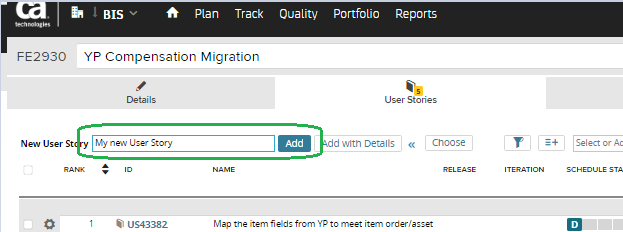 ca
technologies
BIS Plan Track Quality Portfolio Reports
FE2930 YP Compensation Migration
5
Details User Stories
New User Story My new User Story Add Add with Details « Choose
RANK ID NAME RELEASE ITERATION SCHEDULE STA
1 US43382 Map the item fields from YP to meet item order/asset D